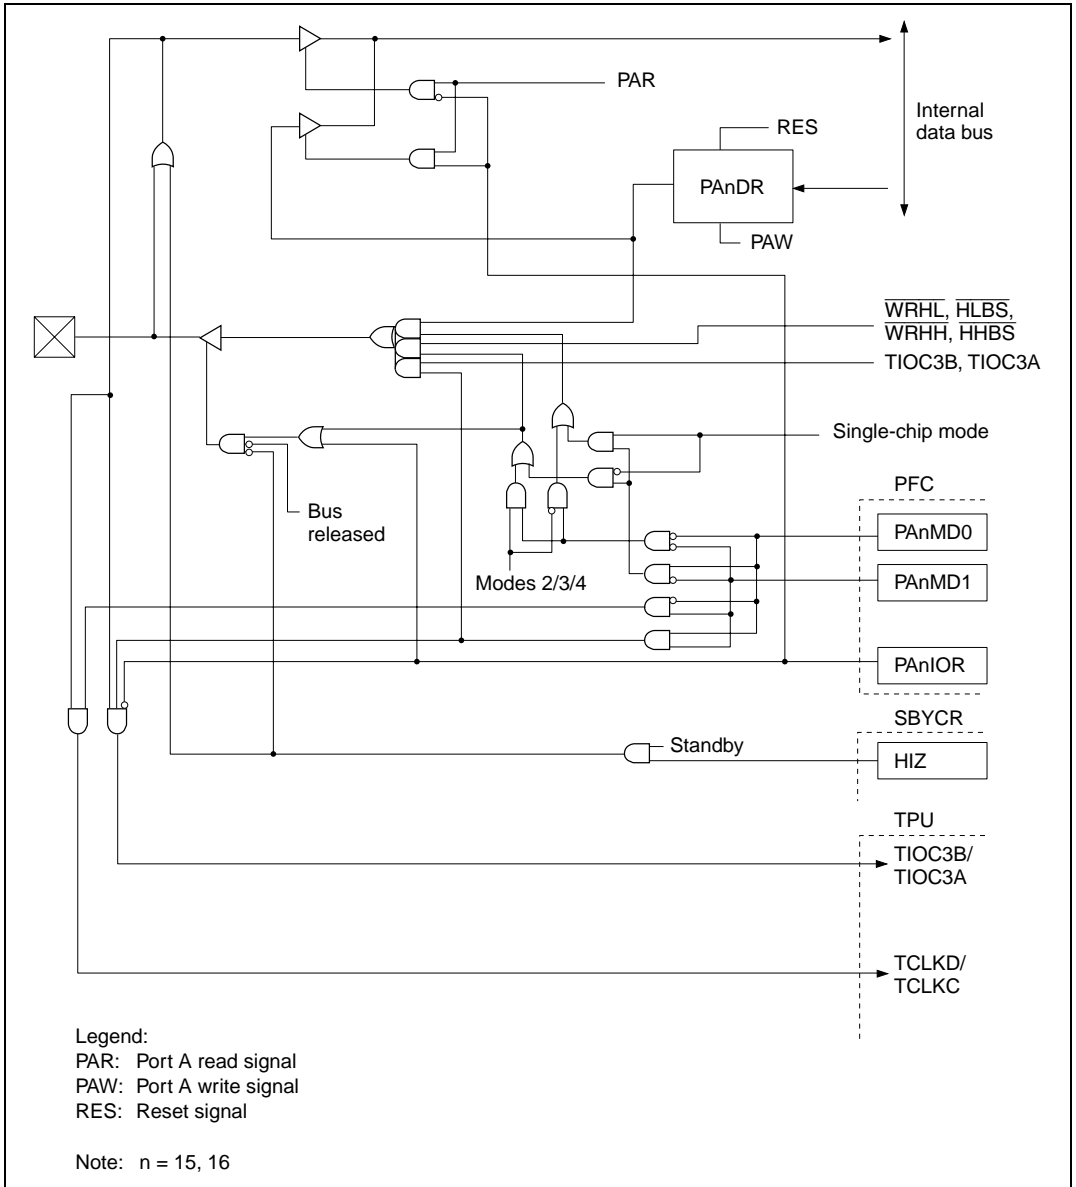 PAR
Internal
data bus
RES
PAnDR
PAW
WRHL, HLBS,
WRHH, HHBS
TIOC3B, TIOC3A
Single-chip mode
PFC
Bus
released
PAnMD0
Modes 2/3/4
PAnMD1
PAnIOR
SBYCR
Standby
HIZ
TPU
TIOC3B/
TIOC3A
TCLKD/
TCLKC
Legend:
PAR: Port A read signal
PAW: Port A write signal
RES: Reset signal
Note: n = 15, 16